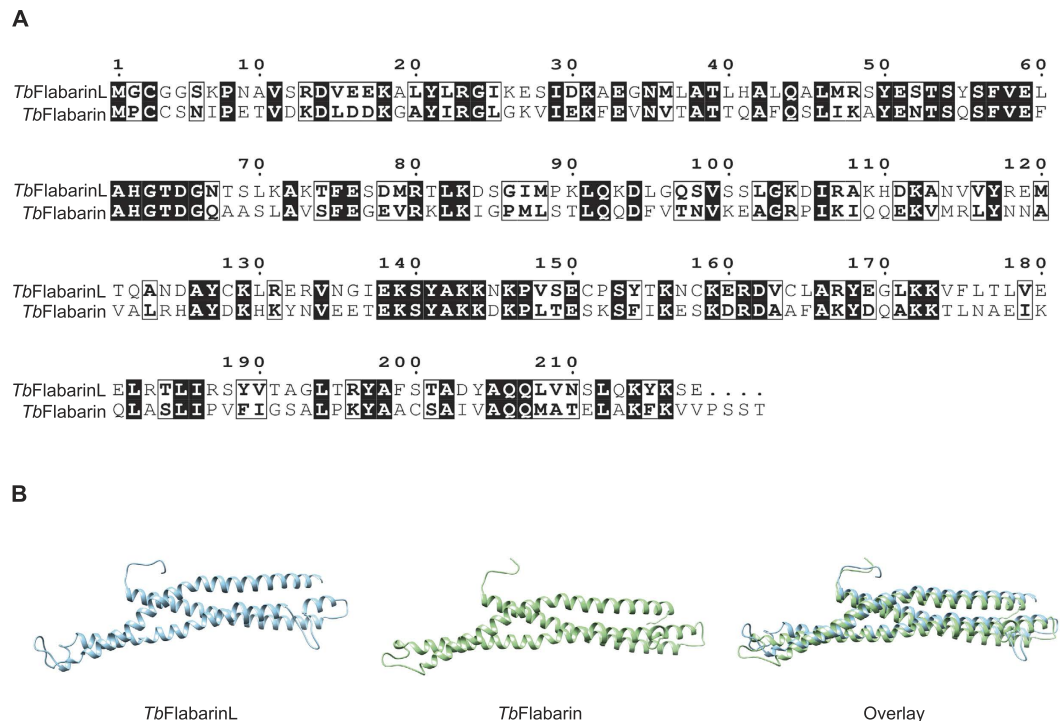 A
1 10 20 30 40 50 60
TbFlabarinL MGCGGSKPNAVSRDVEEKALYLRGIKESIDKAEGNMLATLHALQALMRSYESTSYSFVEL
TbFlabarin MPCCSNIPETVDKDLDDKGAYIRGLGKVIEKFEVNVTATTQAFQSLIKAYENTSQSFVEF
70 80 90 100 110 120
TbFlabarinL AHGTDGNTSLKAKTFESDMRTLKDSGIMPKLQKDLGQSVSSLGKDIRAKHDKANVVYREM
TbFlabarin AHGTDGQAASLAVSFEGEVRKLKIGPMLSTLQQDFVTNVKEAGRPIKIQQEKVMRLYNNA
130 140 150 160 170 180
TbFlabarinL TQANDAYCKLRERVNGIEKSYAKKNKPVSECPSYTKNCKERDVCLARYEGLKKVFLTLVE
TbFlabarin VALRHAYDKHKYNVEETEKSYAKKDKPLTESKSFIKESKDRDAAFAKYDQAKKTLNAEIK
190 200 210
TbFlabarinL ELRTLIRSYVTAGLTRYAFSTADYAQQLVNSLQKYKSE....
TbFlabarin QLASLIPVFIGSALPKYAACSAIVAQQMATELAKFKVVPSST
B
TbFlabarinL TbFlabarin Overlay